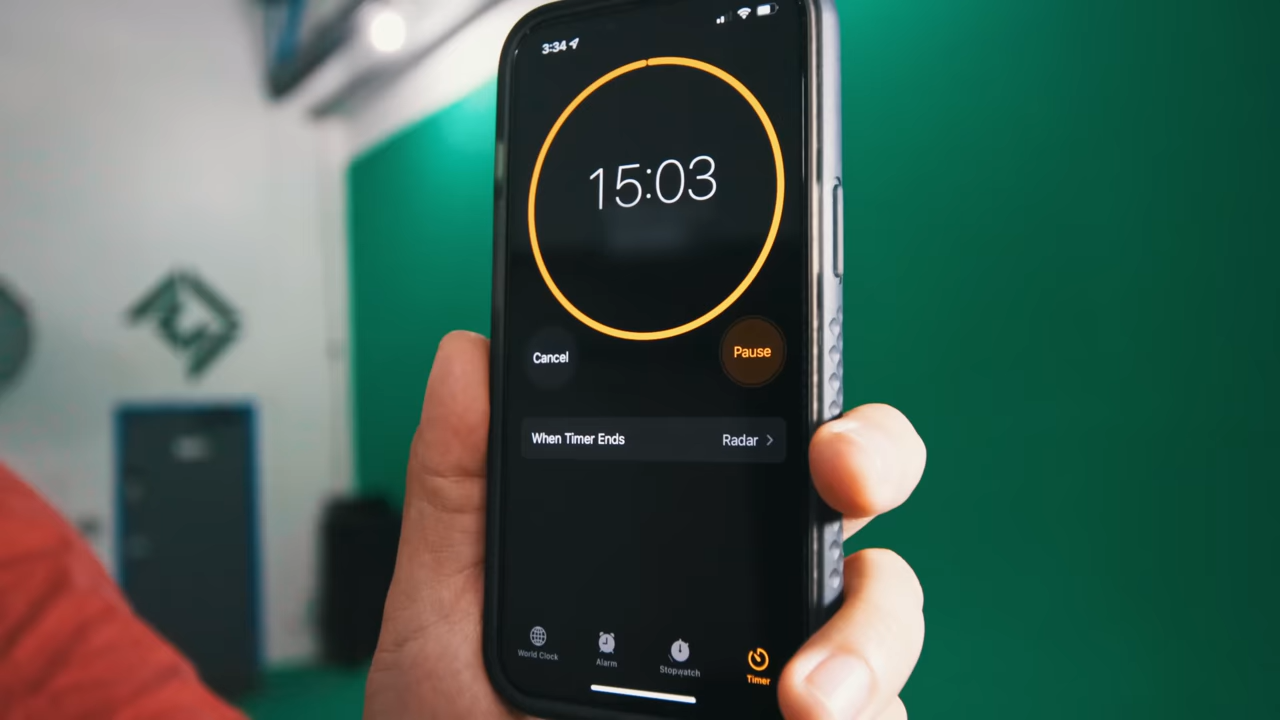 3:34
15:03
Cancel
Pause
When Timer Ends
Radar
World Clock
Alarm
Stopwatch
Timer